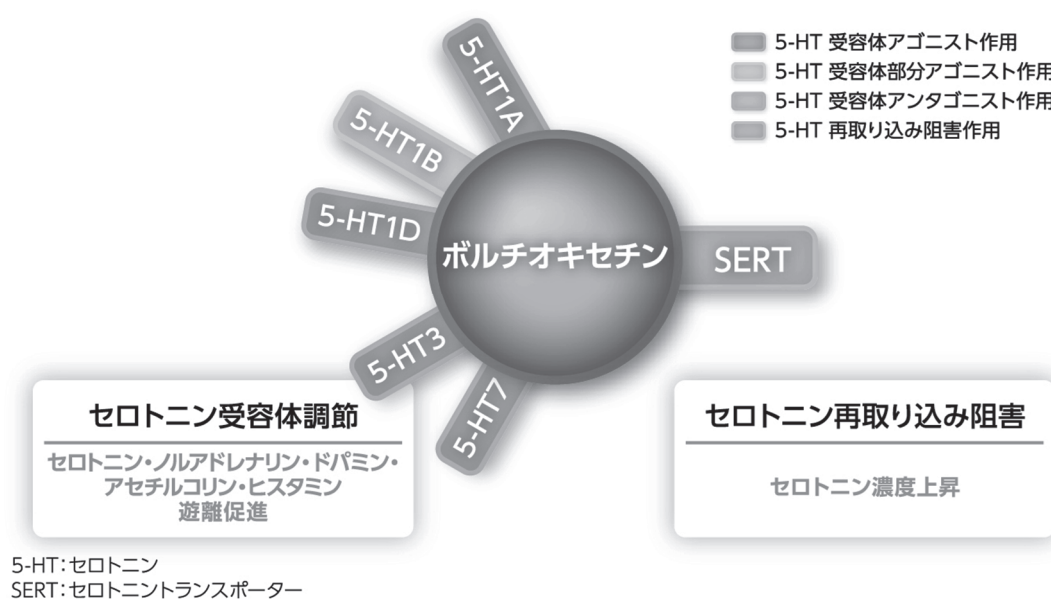 5-HT1A
5-HT1B
5-HT1D
5-HT3
5-HT7
ボルチオキセチン
SERT
5-HT 受容体アゴニスト作用
5-HT 受容体部分アゴニスト作用
5-HT 受容体アンタゴニスト作用
5-HT 再取り込み阻害作用
セロトニン受容体調節
セロトニン・ノルアドレナリン・ドパミン・
アセチルコリン・ヒスタミン
遊離促進
セロトニン再取り込み阻害
セロトニン濃度上昇
5-HT：セロトニン
SERT：セロトニントランスポーター